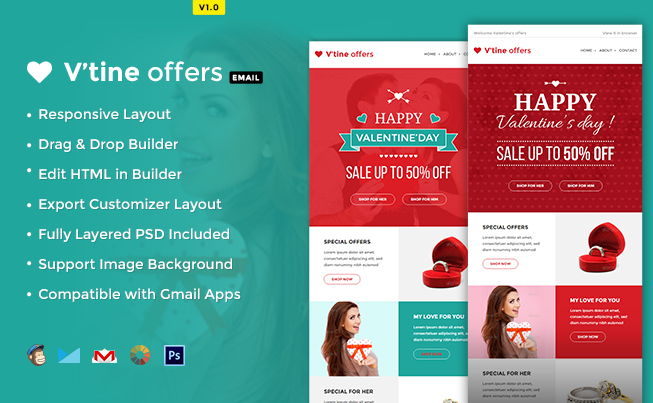 V1.0
V'tine offers EMAIL
Responsive Layout
Drag & Drop Builder
Edit HTML in Builder
Export Customizer Layout
Fully Layered PSD Included
Support Image Background
Compatible with Gmail Apps
Ps
V'tine offers
HOME • ABOUT • CONTACT
HAPPY
VALENTINE'DAY
SALE UP TO 50% OFF
SHOP FOR HER
SHOP FOR HIM
SPECIAL OFFERS
Lorem ipsum dolor sit amet,
consectetuer adipiscing elit, sed
diam nonummy nibh euismod
SHOP NOW
MY LOVE FOR YOU
Lorem ipsum dolor sit amet,
consectetuer adipiscing elit, sed
diam nonummy nibh euismod
SHOP NOW
SPECIAL FOR HER
Welcome Valentine's offers
View it in browser
V'tine offers
HOME • ABOUT • CONTACT
HAPPY
Valentine's day !
SALE UP TO 50% OFF
SHOP FOR HER
SHOP FOR HIM
SPECIAL OFFERS
Lorem ipsum dolor sit amet,
consectetuer adipiscing elit, sed
diam nonummy nibh euismod
SHOP NOW
MY LOVE FOR YOU
Lorem ipsum dolor sit amet,
consectetuer adipiscing elit, sed
diam nonummy nibh euismod
SHOP NOW
SPECIAL FOR HER
Lorem ipsum dolor sit amet,